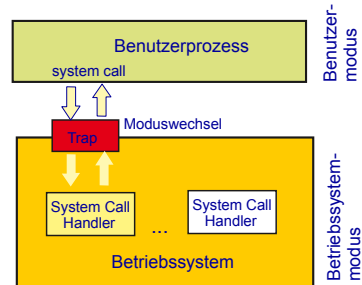 Benutzerprozess
system call
Benutzer-
modus
Moduswechsel
Trap
System Call
Handler
...
System Call
Handler
Betriebssystem
Betriebssystem-
modus